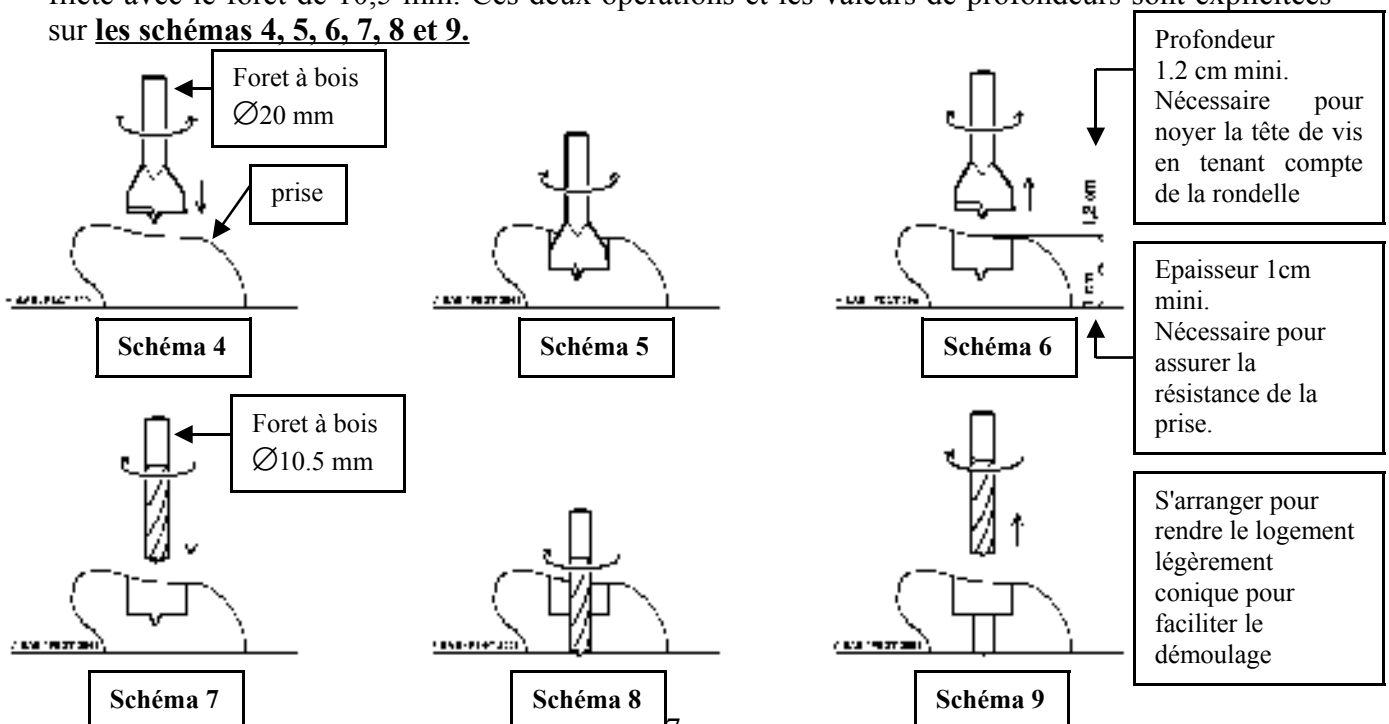 sur les schémas 4, 5, 6, 7, 8 et 9.
Foret à bois
∅20 mm
prise
Profondeur
1.2 cm mini.
Nécessaire pour
noyer la tête de vis
en tenant compte
de la rondelle
1,2 cm
Epaisseur 1cm
mini.
Nécessaire pour
assurer la
résistance de la
prise.
Schéma 4
Schéma 5
Schéma 6
Foret à bois
∅10.5 mm
S'arranger pour
rendre le logement
légèrement
conique pour
faciliter le
démoulage
Schéma 7
Schéma 8
Schéma 9